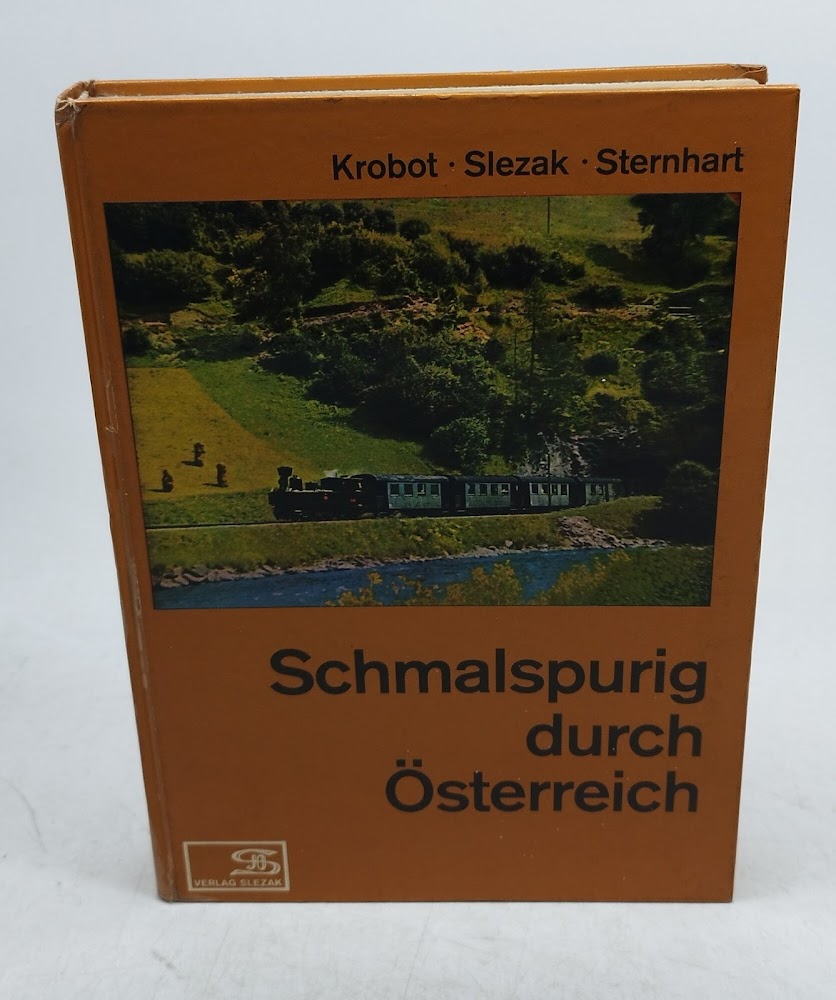 Krobot · Slezak · Sternhart
Schmalspurig
durch
Österreich
VERLAG SLEZAK